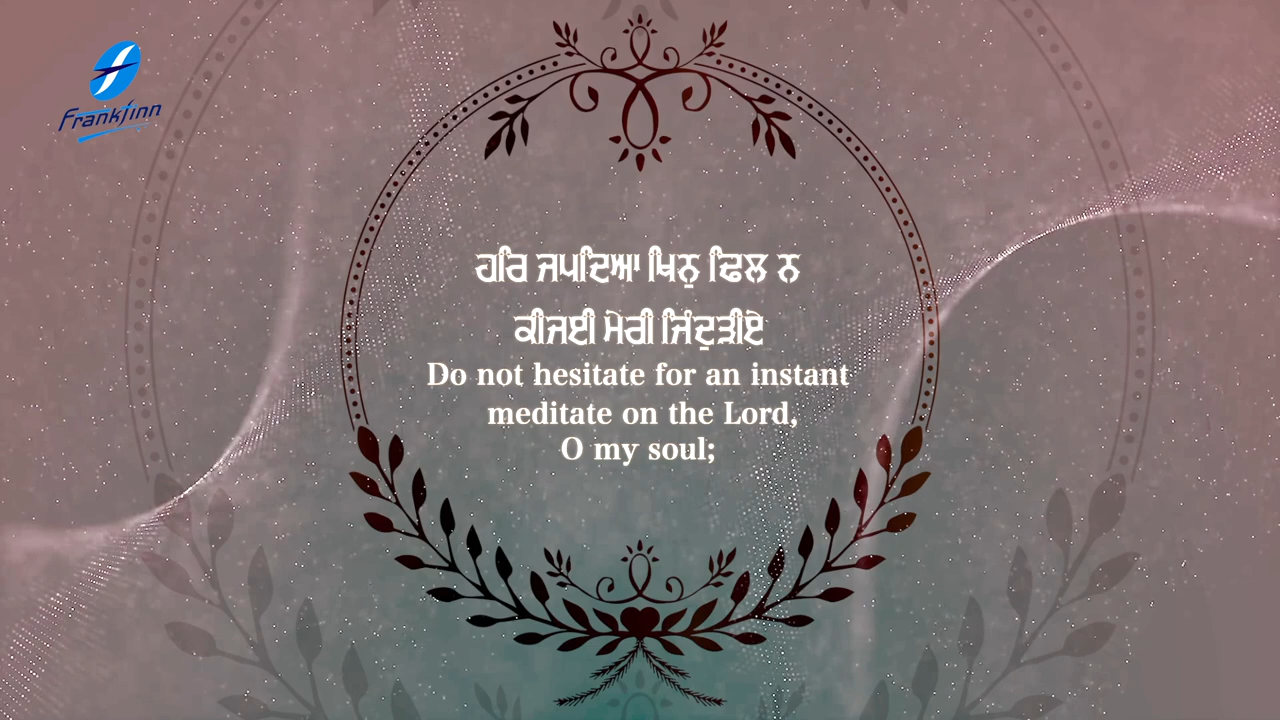 Frankfinn
ਹਰਿ ਜਪਦਿਆ ਖਿਨੁ ਢਿਲ ਨ
ਕੀਜਈ ਮੇਰੀ ਜਿੰਦੁੜੀਏ
Do not hesitate for an instant
meditate on the Lord,
O my soul;